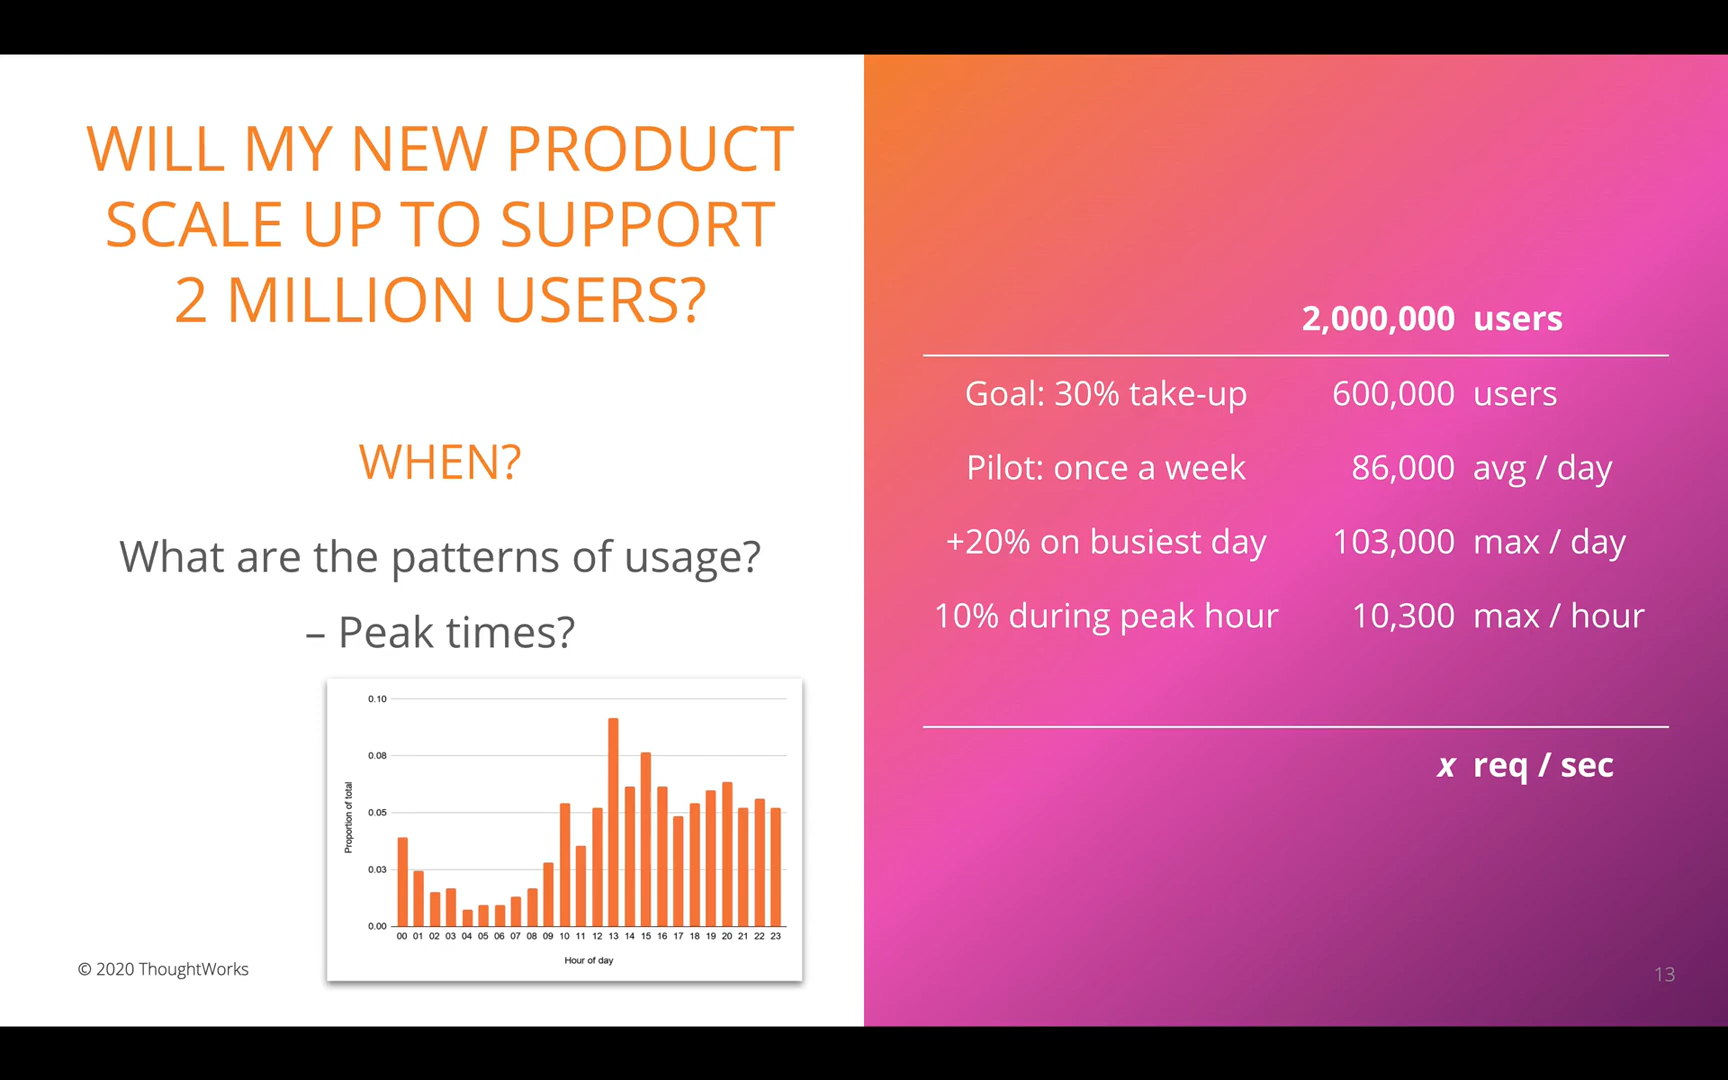 WILL MY NEW PRODUCT
SCALE UP TO SUPPORT
2 MILLION USERS?
WHEN?
What are the patterns of usage?
– Peak times?
0.10
0.08
0.05
0.03
0.00
Proportion of total
00 01 02 03 04 05 06 07 08 09 10 11 12 13 14 15 16 17 18 19 20 21 22 23
Hour of day
© 2020 ThoughtWorks
2,000,000 users
Goal: 30% take-up 600,000 users
Pilot: once a week 86,000 avg / day
+20% on busiest day 103,000 max / day
10% during peak hour 10,300 max / hour
x req / sec
13